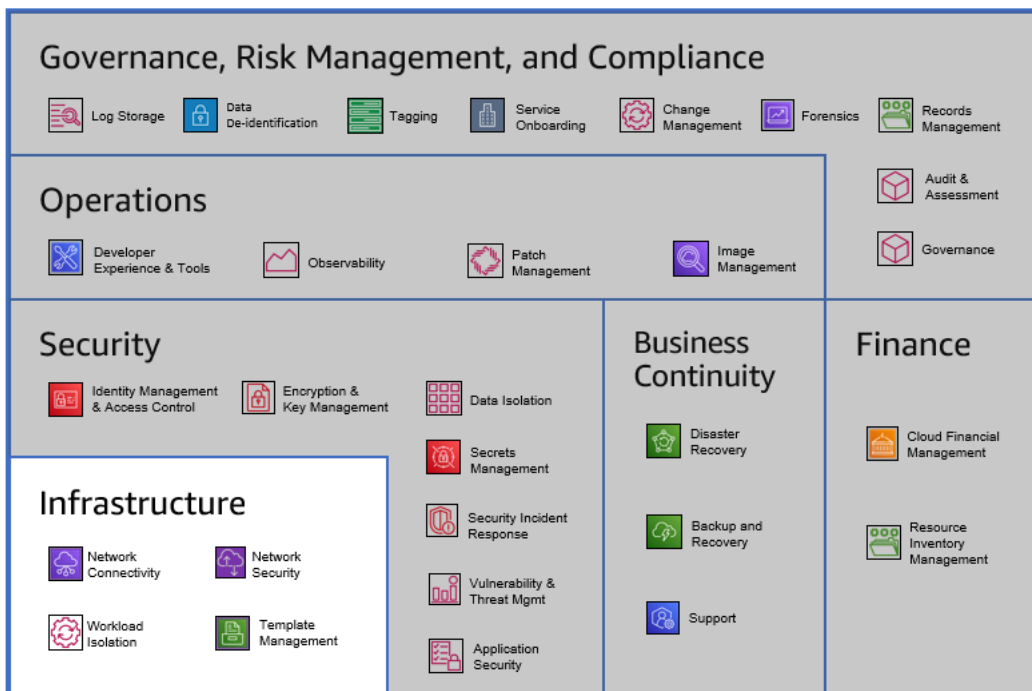 Governance, Risk Management, and Compliance
Log Storage
Data
De-identification
Tagging
Service
Onboarding
Change
Management
Forensics
Records
Management
Audit &
Assessment
Governance
Operations
Developer
Experience & Tools
Observability
Patch
Management
Image
Management
Security
Identity Management
& Access Control
Encryption &
Key Management
Data Isolation
Secrets
Management
Security Incident
Response
Vulnerability &
Threat Mgmt
Application
Security
Infrastructure
Network
Connectivity
Network
Security
Workload
Isolation
Template
Management
Business
Continuity
Disaster
Recovery
Backup and
Recovery
Support
Finance
Cloud Financial
Management
Resource
Inventory
Management